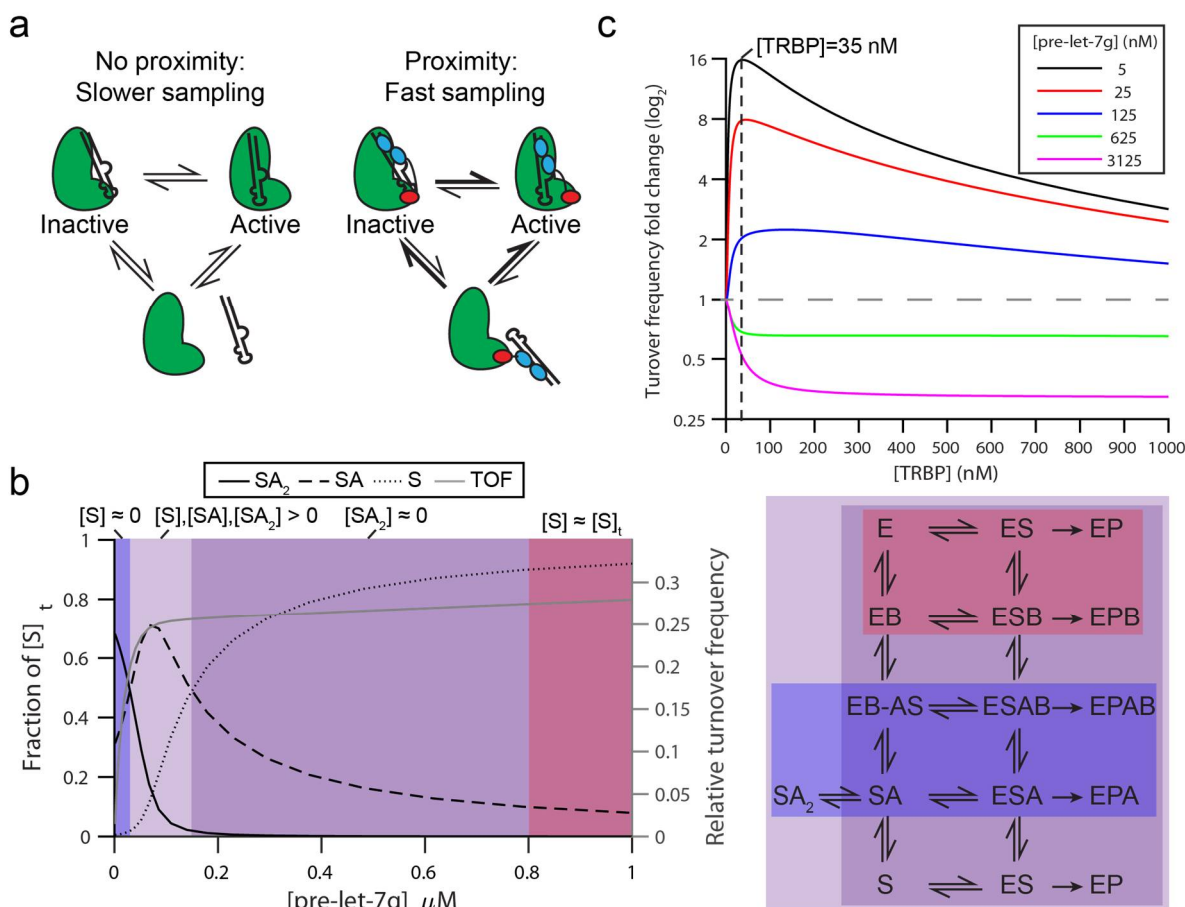 a
No proximity:
Slower sampling
Proximity:
Fast sampling
Inactive
Active
Inactive
Active
c
[TRBP]=35 nM
[pre-let-7g] (nM)
5
25
125
625
3125
16
8
4
2
1
0.5
0.25
Turover frequency fold change (log2)
0 100 200 300 400 500 600 700 800 900 1000
[TRBP] (nM)
b
SA2 SA S TOF
[S] ≈ 0 [S],[SA],[SA2] > 0 [SA2] ≈ 0 [S] ≈ [S]t
1
0.8
0.6
0.4
0.2
0
Fraction of [S]t
0.3
0.25
0.2
0.15
0.1
0.05
0
Relative turnover frequency
0 0.2 0.4 0.6 0.8 1
[pre-let-7g] μM
E ES EP
EB ESB EPB
EB-AS ESAB EPAB
SA2 SA ESA EPA
S ES EP